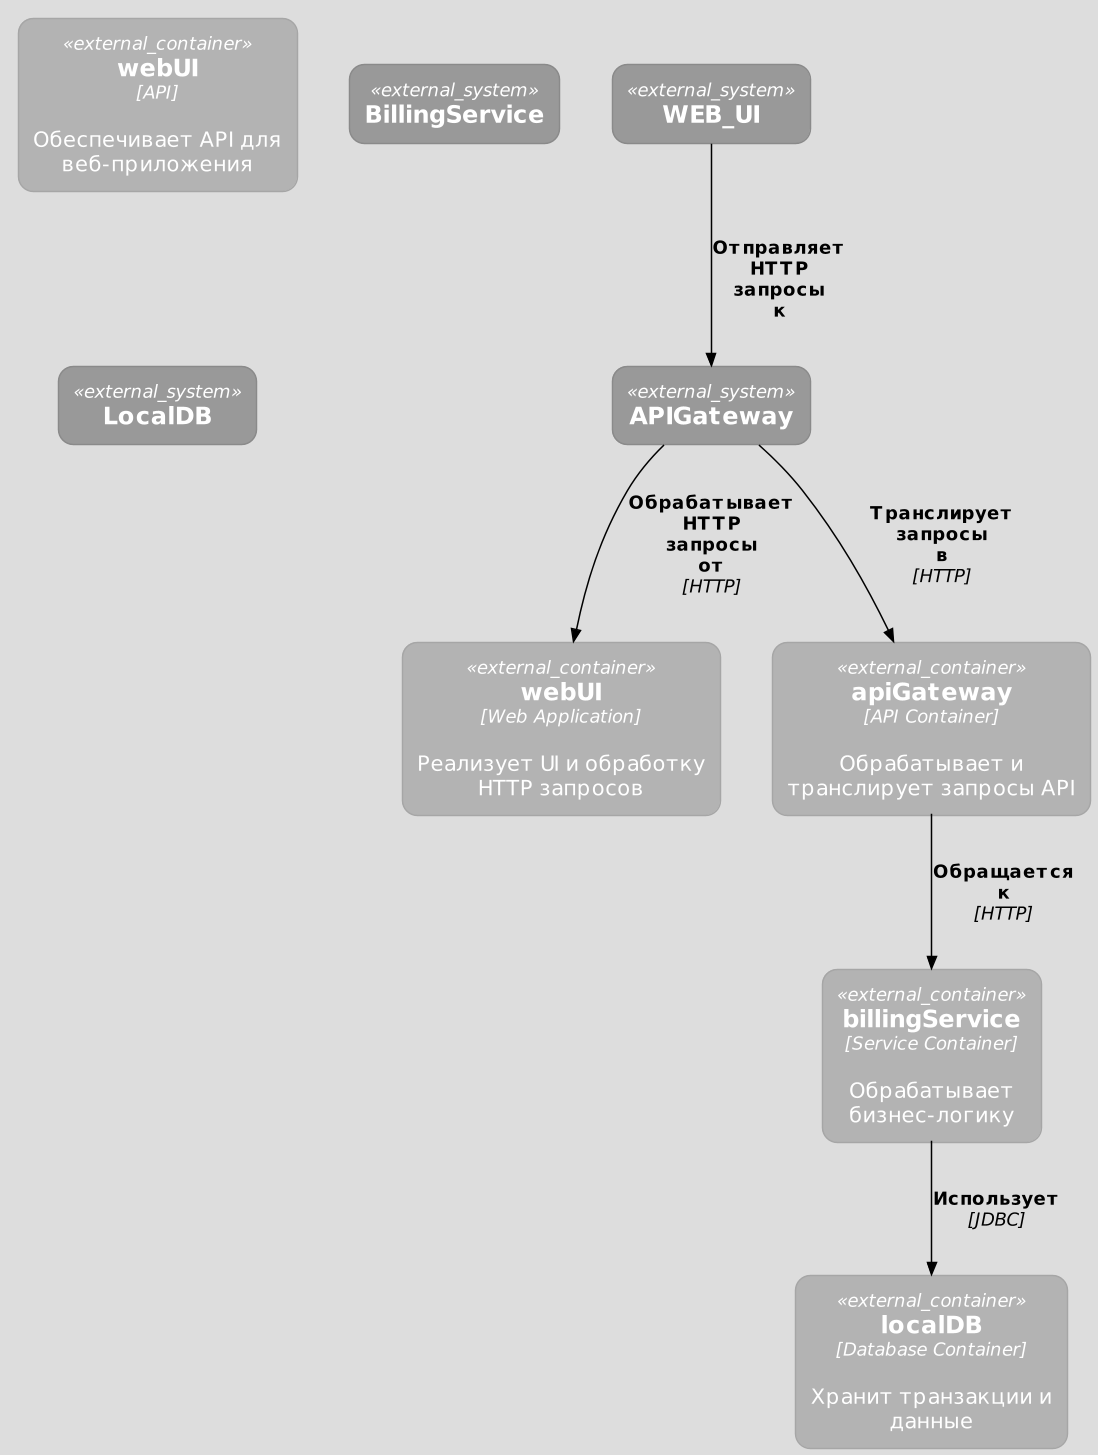 «external_container»
webUI
[API]
Обеспечивает API для
веб-приложения
«external_system»
BillingService
«external_system»
WEB_UI
Отправляет
HTTP
запросы
к
«external_system»
LocalDB
«external_system»
APIGateway
Обрабатывает
HTTP
запросы
от
[HTTP]
Транслирует
запросы
в
[HTTP]
«external_container»
webUI
[Web Application]
Реализует UI и обработку
HTTP запросов
«external_container»
apiGateway
[API Container]
Обрабатывает и
транслирует запросы API
Обращается
к
[HTTP]
«external_container»
billingService
[Service Container]
Обрабатывает
бизнес-логику
Использует
[JDBC]
«external_container»
localDB
[Database Container]
Хранит транзакции и
данные